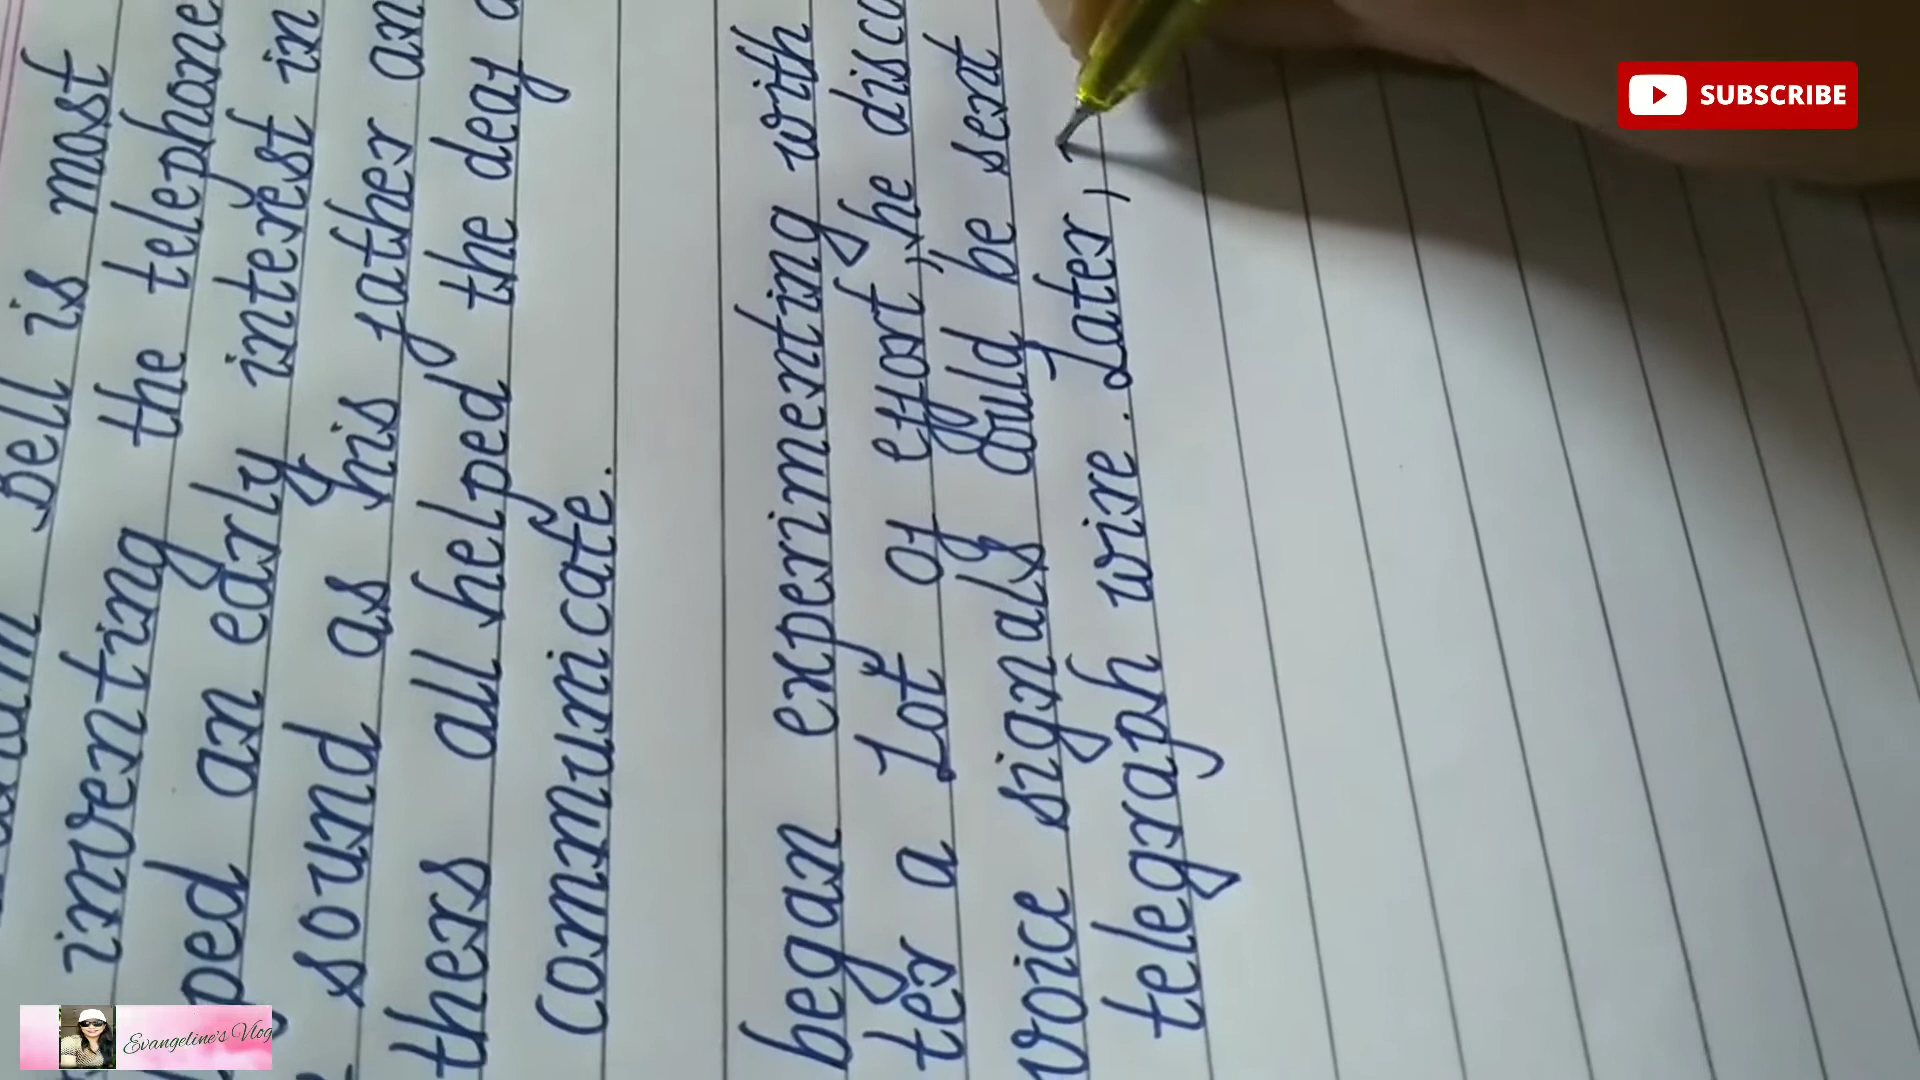 Bell is most
inventing the telephone
ped an early interest in
sound as his father an
thers all helped the deaf
communicate.
began experimenting with
ter a Lot of effort, he disco
voice signals could be sent
telegraph wire. Later,
SUBSCRIBE
Evangeline's Vlog